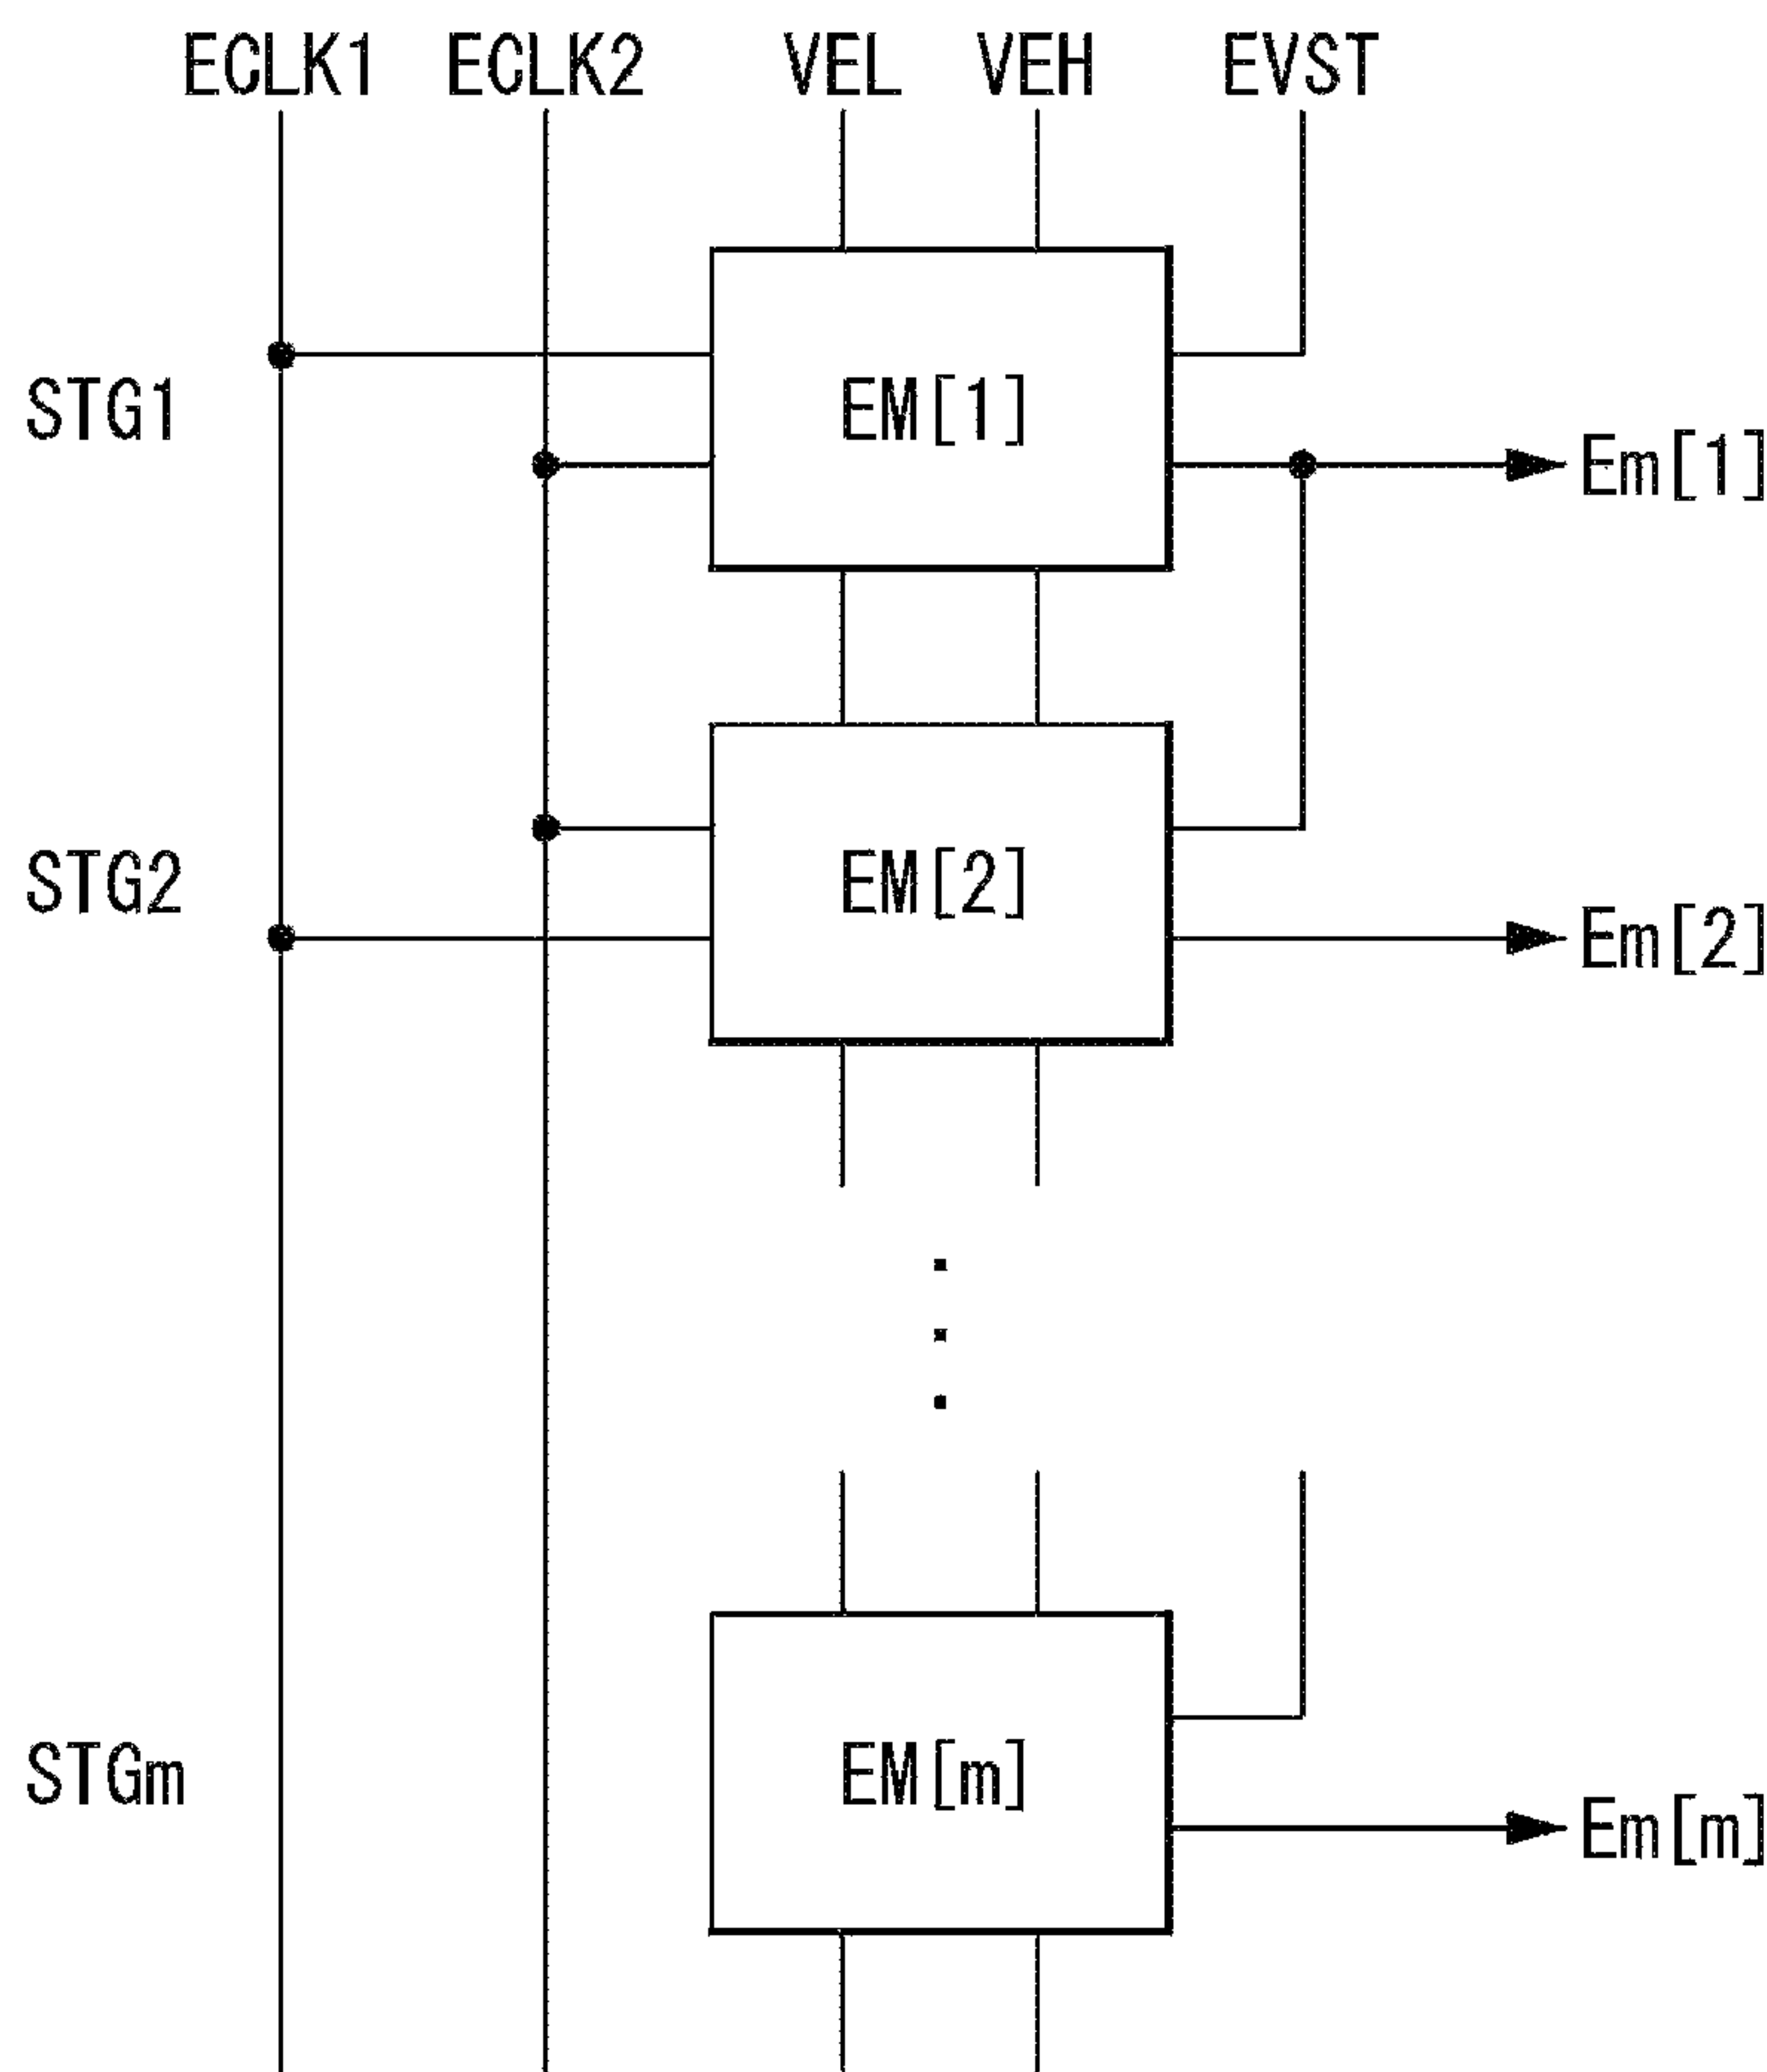 ECLK1 ECLK2 VEL VEH EVST
STG1 EM[1] Em[1]
STG2 EM[2] Em[2]
STGm EM[m] Em[m]